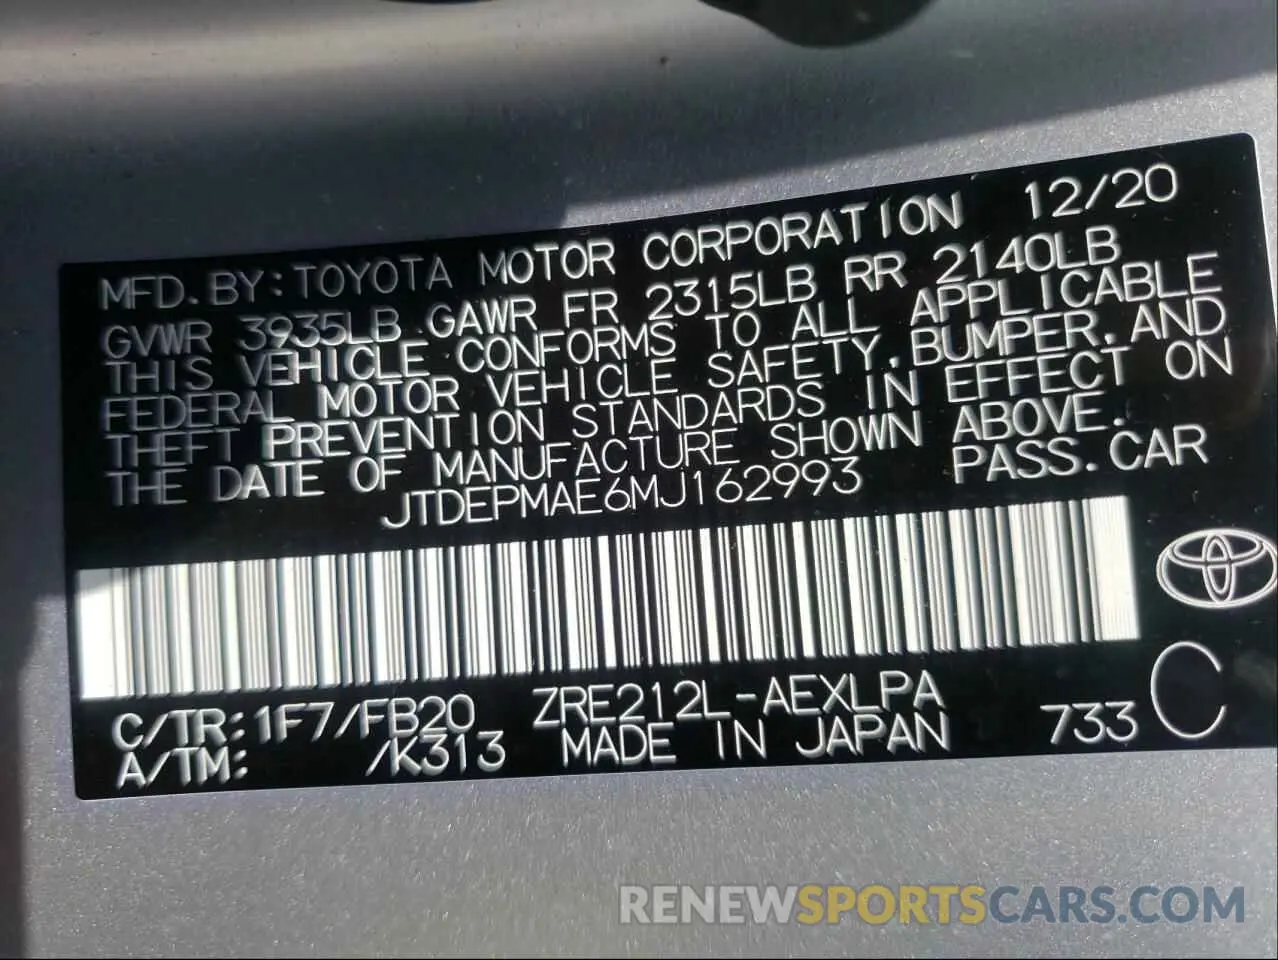 MFD. BY: TOYOTA MOTOR CORPORATION 12/20
GVWR 3935LB GAWR FR 2315LB RR 2140LB
THIS VEHICLE CONFORMS TO ALL APPLICABLE
FEDERAL MOTOR VEHICLE SAFETY, BUMPER, AND
THEFT PREVENTION STANDARDS IN EFFECT ON
THE DATE OF MANUFACTURE SHOWN ABOVE.
JTDEPMAE6MJ162993 PASS. CAR
C/TR: 1F7/FB20 ZRE212L-AEXLPA
A/TM: /K313 MADE IN JAPAN 733 C
RENEWSPORTSCARS.COM